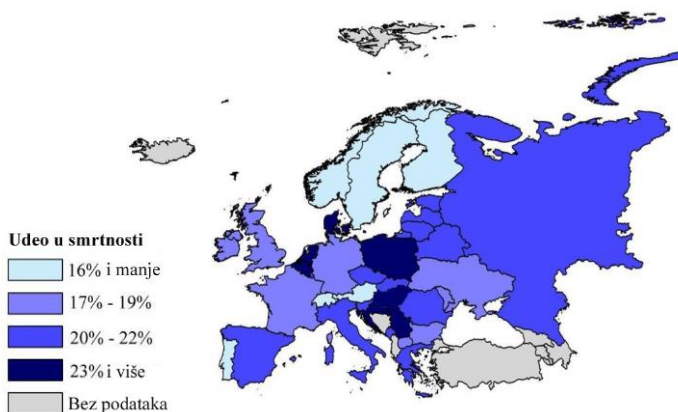 Udeo u smrtnosti
16% i manje
17% - 19%
20% - 22%
23% i više
Bez podataka